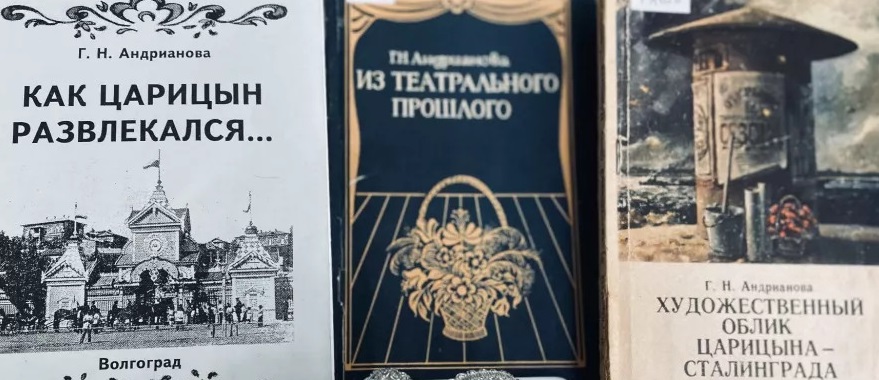 Г. Н. Андрианова
КАК ЦАРИЦЫН
РАЗВЛЕКАЛСЯ...
Волгоград
Г.Н. Андрианова
ИЗ ТЕАТРАЛЬНОГО
ПРОШЛОГО
Г. Н. Андрианова
ХУДОЖЕСТВЕННЫЙ
ОБЛИК
ЦАРИЦЫНА –
СТАЛИНГРАДА